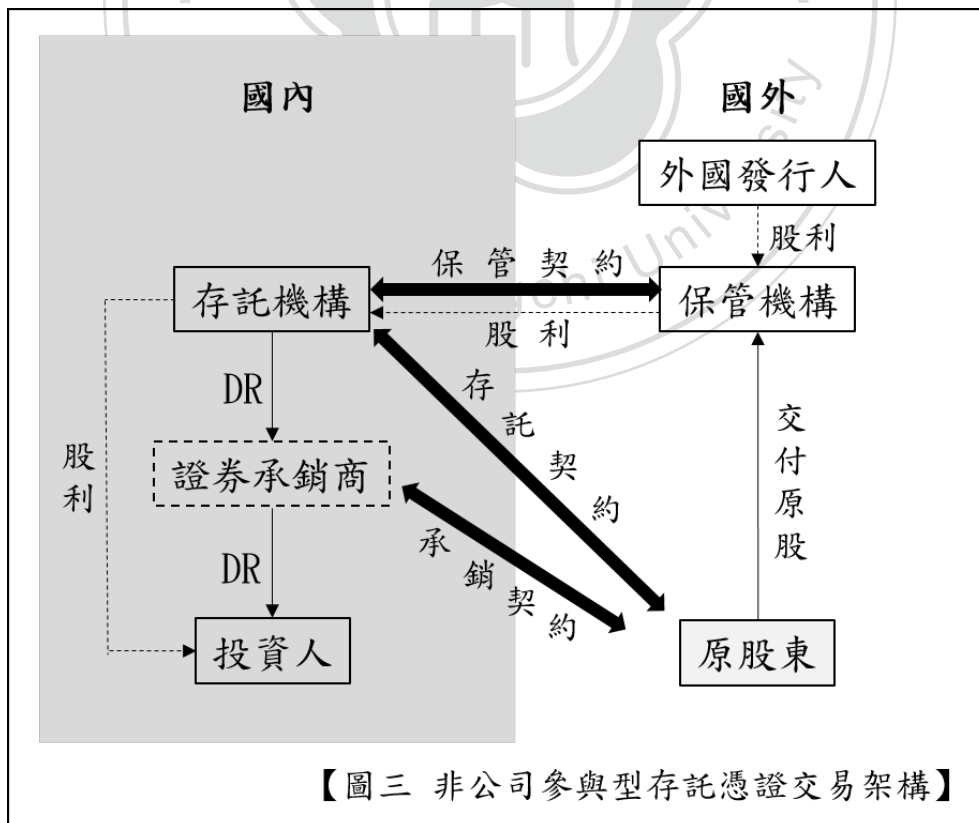 國內
國外
外國發行人
股利
保管契約
存託機構
保管機構
股利
DR
存託契約
交付原股
股利
證券承銷商
承銷契約
DR
投資人
原股東
【圖三 非公司參與型存託憑證交易架構】